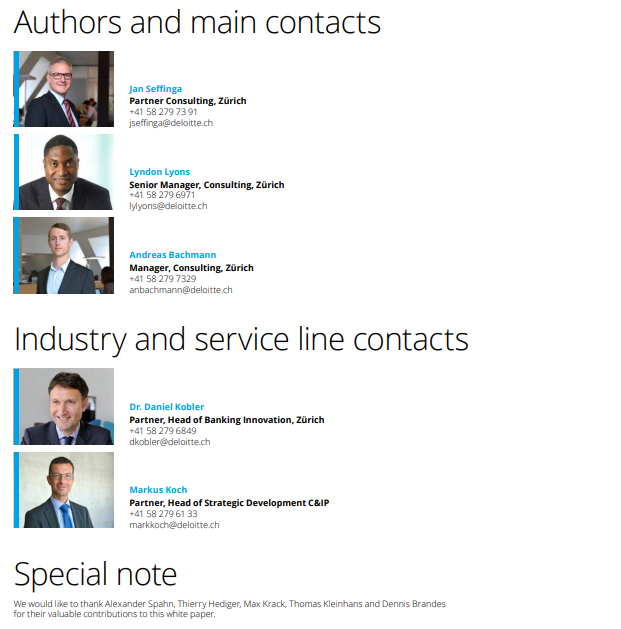 Authors and main contacts
Jan Seffinga
Partner Consulting, Zürich
+41 58 279 73 91
jseffinga@deloitte.ch
Lyndon Lyons
Senior Manager, Consulting, Zürich
+41 58 279 6971
lylyons@deloitte.ch
Andreas Bachmann
Manager, Consulting, Zürich
+41 58 279 7329
anbachmann@deloitte.ch
Industry and service line contacts
Dr. Daniel Kobler
Partner, Head of Banking Innovation, Zürich
+41 58 279 6849
dkobler@deloitte.ch
Markus Koch
Partner, Head of Strategic Development C&IP
+41 58 279 61 33
markkoch@deloitte.ch
Special note
We would like to thank Alexander Spahn, Thierry Hediger, Max Krack, Thomas Kleinhans and Dennis Brandes
for their valuable contributions to this white paper.